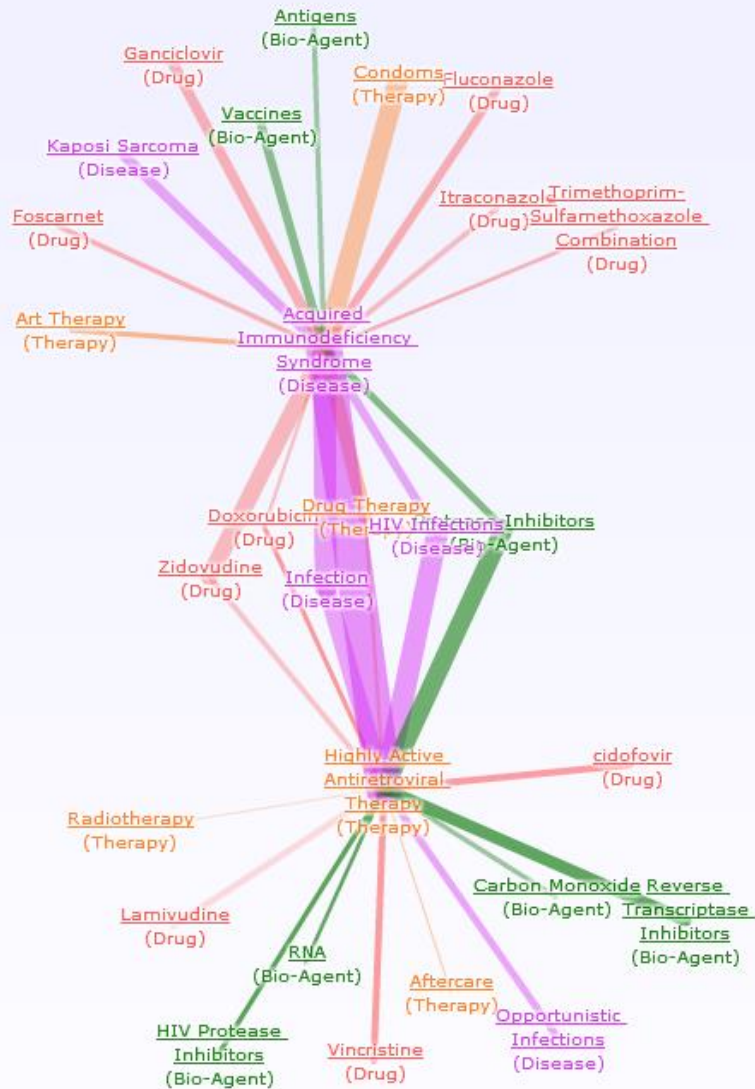 Antigens
(Bio-Agent)
Ganciclovir
(Drug)
Condoms
(Therapy)
Fluconazole
(Drug)
Vaccines
(Bio-Agent)
Kaposi Sarcoma
(Disease)
Itraconazole
(Drug)
Trimethoprim-
Sulfamethoxazole
Combination
(Drug)
Foscarnet
(Drug)
Art Therapy
(Therapy)
Acquired
Immunodeficiency
Syndrome
(Disease)
Drug Therapy
(Therapy)
Doxorubicin
(Drug)
HIV Infections
(Disease)
Inhibitors
(Bio-Agent)
Zidovudine
(Drug)
Infection
(Disease)
Highly Active
Antiretroviral
Therapy
(Therapy)
cidofovir
(Drug)
Radiotherapy
(Therapy)
Carbon Monoxide
(Bio-Agent)
Reverse
Transcriptase
Inhibitors
(Bio-Agent)
Lamivudine
(Drug)
RNA
(Bio-Agent)
Aftercare
(Therapy)
Opportunistic
Infections
(Disease)
HIV Protease
Inhibitors
(Bio-Agent)
Vincristine
(Drug)